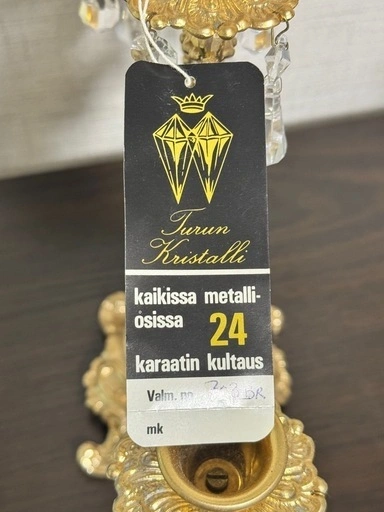 Turun
Kristalli
kaikissa metalli-
osissa 24
karaatin kultaus
Valm. no
mk